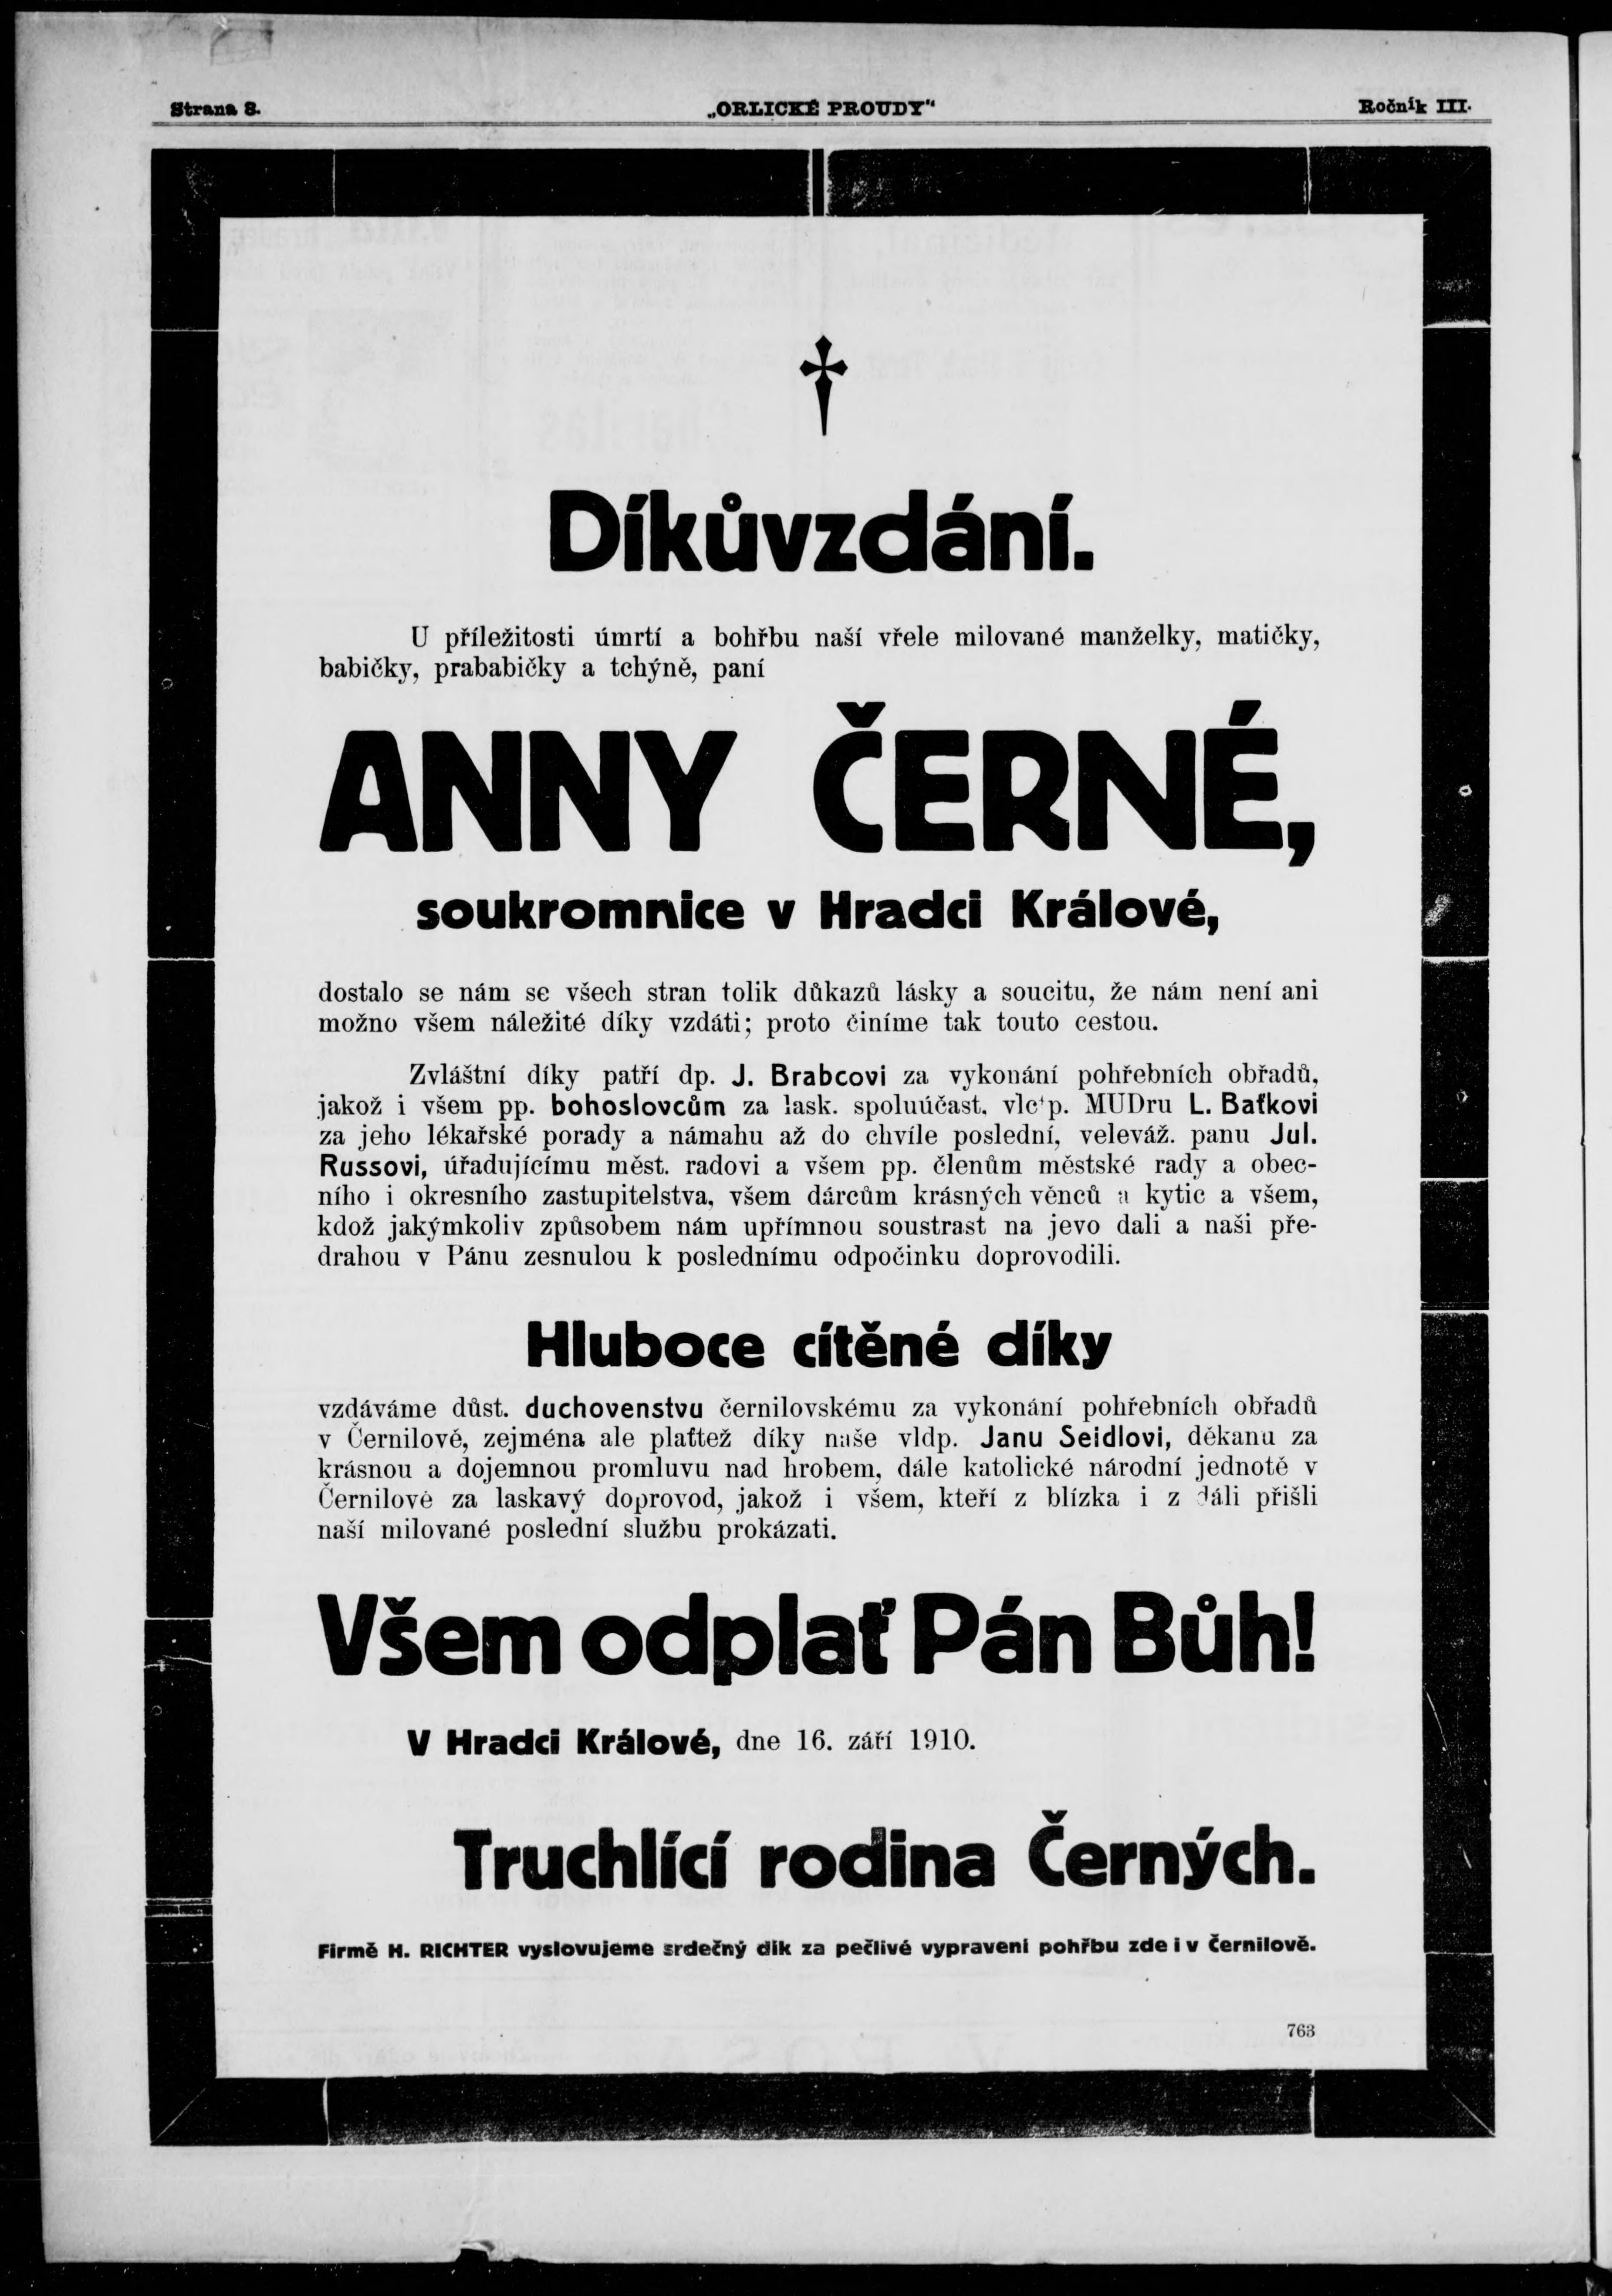 Strana 8.
„ORLICKÉ PROUDY"
Ročník III.
Díkůvzdání.
U příležitosti úmrtí a bohřbu naší vřele milované manželky, matičky,
babičky, prababičky a tchýně, paní
ANNY ČERNÉ,
soukromnice v Hradci Králové,
dostalo se nám se všech stran tolik důkazů lásky a soucitu, že nám není ani
možno všem náležité díky vzdáti; proto činíme tak touto cestou.
Zvláštní díky patří dp. J. Brabcovi za vykonání pohřebních obřadů,
jakož i všem pp. bohoslovcům za lask. spoluúčast, p. MUDru L. Baťkovi
za jeho lékařské porady a námahu až do chvíle poslední, veleváž. panu Jul.
Russovi, úřadujícímu měst. radovi a všem pp. členům městské rady a obec-
ního i okresního zastupitelstva, všem dárcům krásných věnců a kytic a všem,
kdož jakýmkoliv způsobem nám upřímnou soustrast na jevo dali a naši pře-
drahou v Pánu zesnulou k poslednímu odpočinku doprovodili.
Hluboce cítěné díky
vzdáváme důst. duchovenstvu černilovskému za vykonání pohřebních obřadů
v Černilově, zejména ale plaťtež díky naše vldp. Janu Seidlovi, děkanu za
krásnou a dojemnou promluvu nad hrobem, dále katolické národní jednotě v
Černilově za laskavý doprovod, jakož i všem, kteří z blízka i z dáli přišli
naší milované poslední službu prokázati.
Všem odplať Pán Bůh!
V Hradci Králové, dne 16. září 1910.
Truchlící rodina Černých.
Firmě H. RICHTER vyslovujeme srdečný dík za pečlivé vypravení pohřbu zde i v Černilově.
763